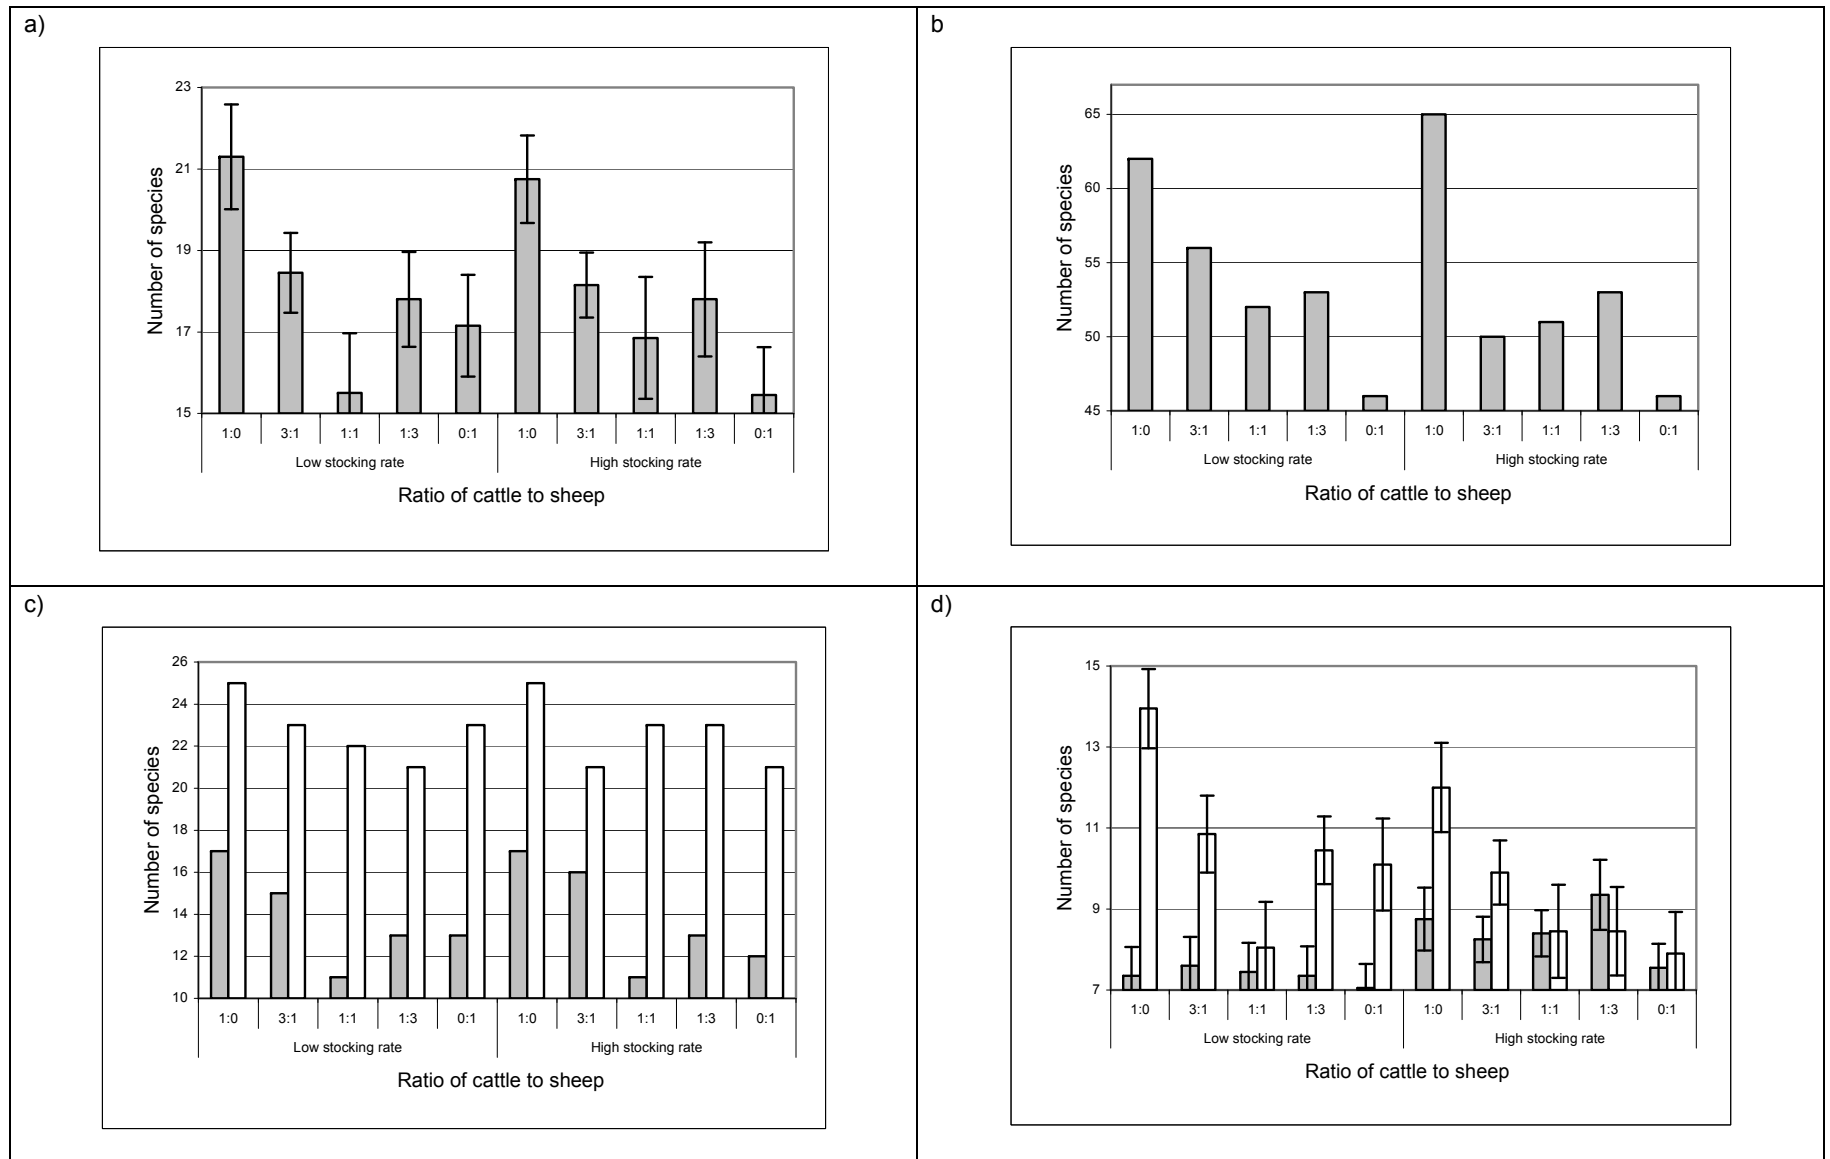 a)
Number of species
23
21
19
17
15
1:0 3:1 1:1 1:3 0:1 1:0 3:1 1:1 1:3 0:1
Low stocking rate High stocking rate
Ratio of cattle to sheep
b
Number of species
65
60
55
50
45
1:0 3:1 1:1 1:3 0:1 1:0 3:1 1:1 1:3 0:1
Low stocking rate High stocking rate
Ratio of cattle to sheep
c)
Number of species
26
24
22
20
18
16
14
12
10
1:0 3:1 1:1 1:3 0:1 1:0 3:1 1:1 1:3 0:1
Low stocking rate High stocking rate
Ratio of cattle to sheep
d)
Number of species
15
13
11
9
7
1:0 3:1 1:1 1:3 0:1 1:0 3:1 1:1 1:3 0:1
Low stocking rate High stocking rate
Ratio of cattle to sheep